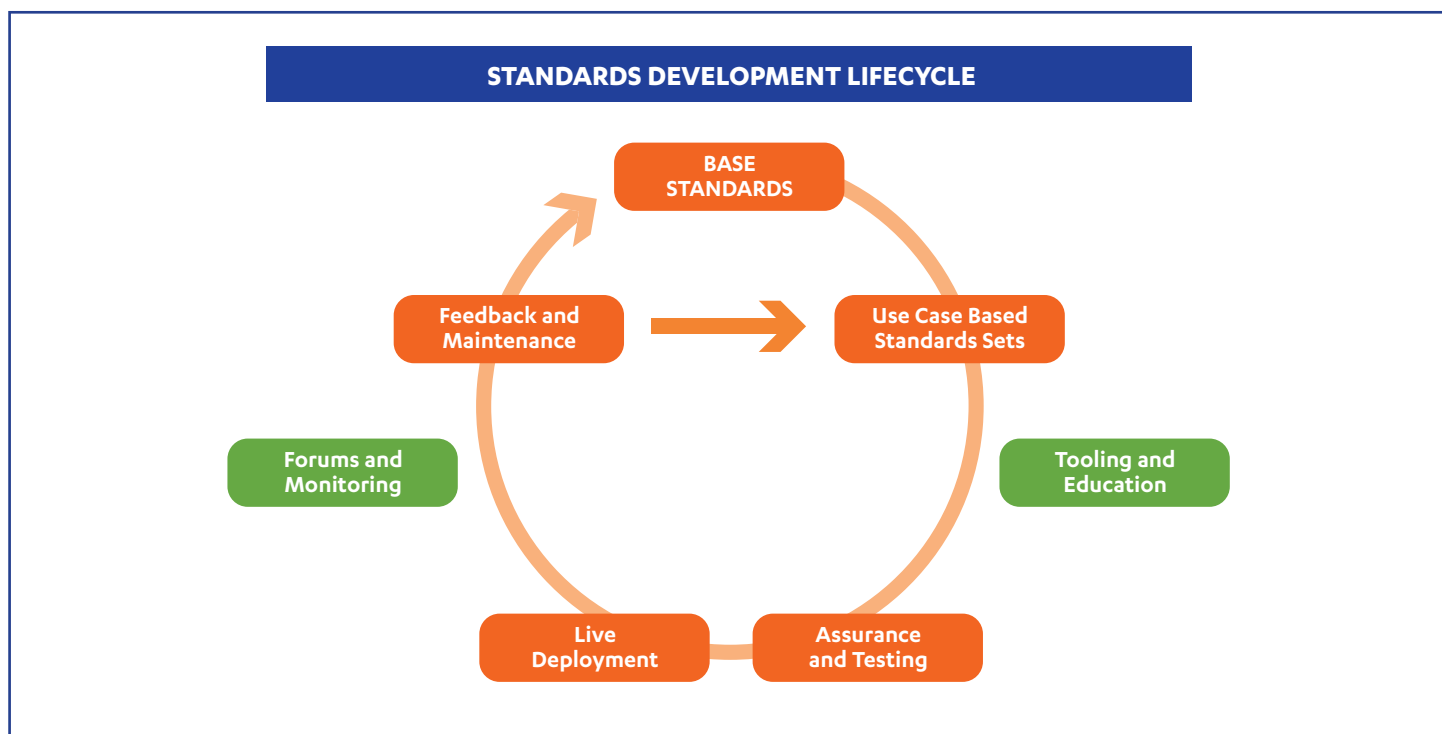 STANDARDS DEVELOPMENT LIFECYCLE
BASE
STANDARDS
Feedback and
Maintenance
Use Case Based
Standards Sets
Forums and
Monitoring
Tooling and
Education
Live
Deployment
Assurance
and Testing